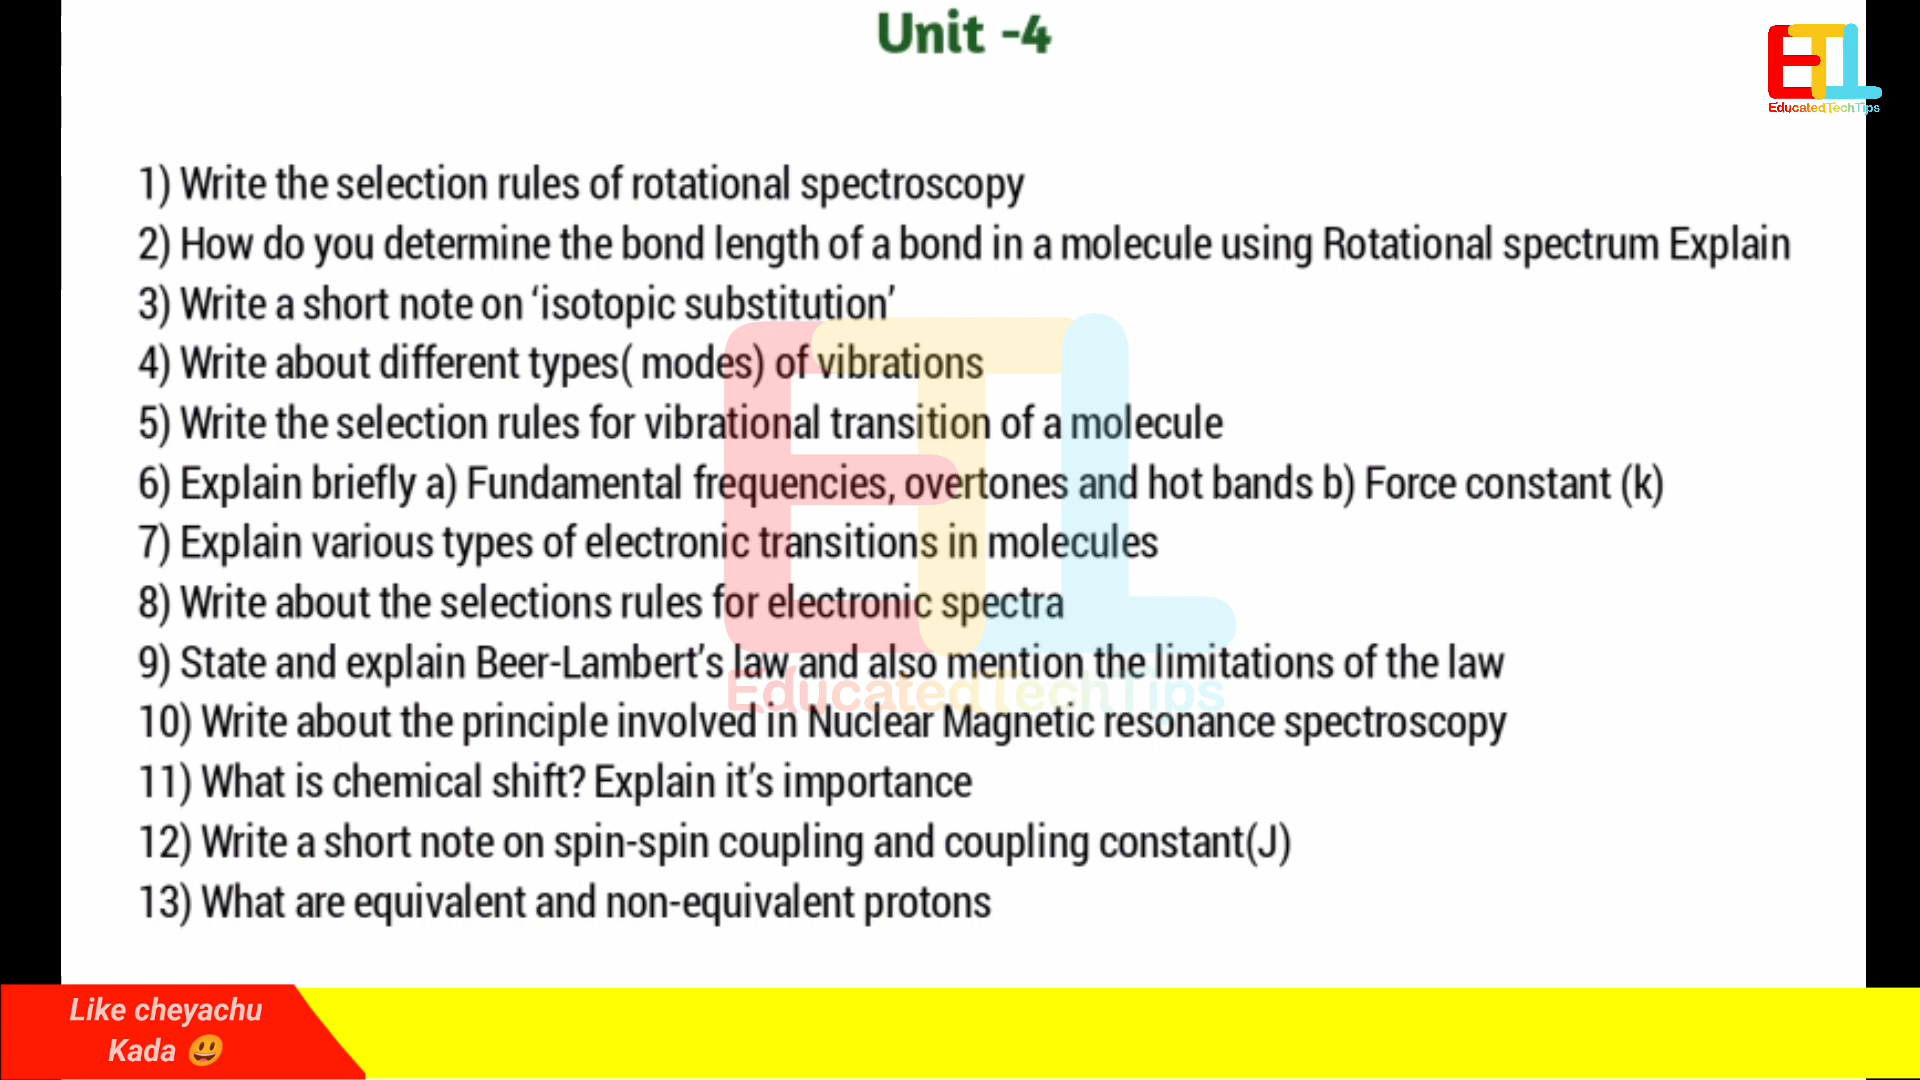 Unit -4
EducatedTechTips
1) Write the selection rules of rotational spectroscopy
2) How do you determine the bond length of a bond in a molecule using Rotational spectrum Explain
3) Write a short note on ‘isotopic substitution’
4) Write about different types( modes) of vibrations
5) Write the selection rules for vibrational transition of a molecule
6) Explain briefly a) Fundamental frequencies, overtones and hot bands b) Force constant (k)
7) Explain various types of electronic transitions in molecules
8) Write about the selections rules for electronic spectra
9) State and explain Beer-Lambert’s law and also mention the limitations of the law
EducatedTechTips
10) Write about the principle involved in Nuclear Magnetic resonance spectroscopy
11) What is chemical shift? Explain it’s importance
12) Write a short note on spin-spin coupling and coupling constant(J)
13) What are equivalent and non-equivalent protons
Like cheyachu
Kada 😃